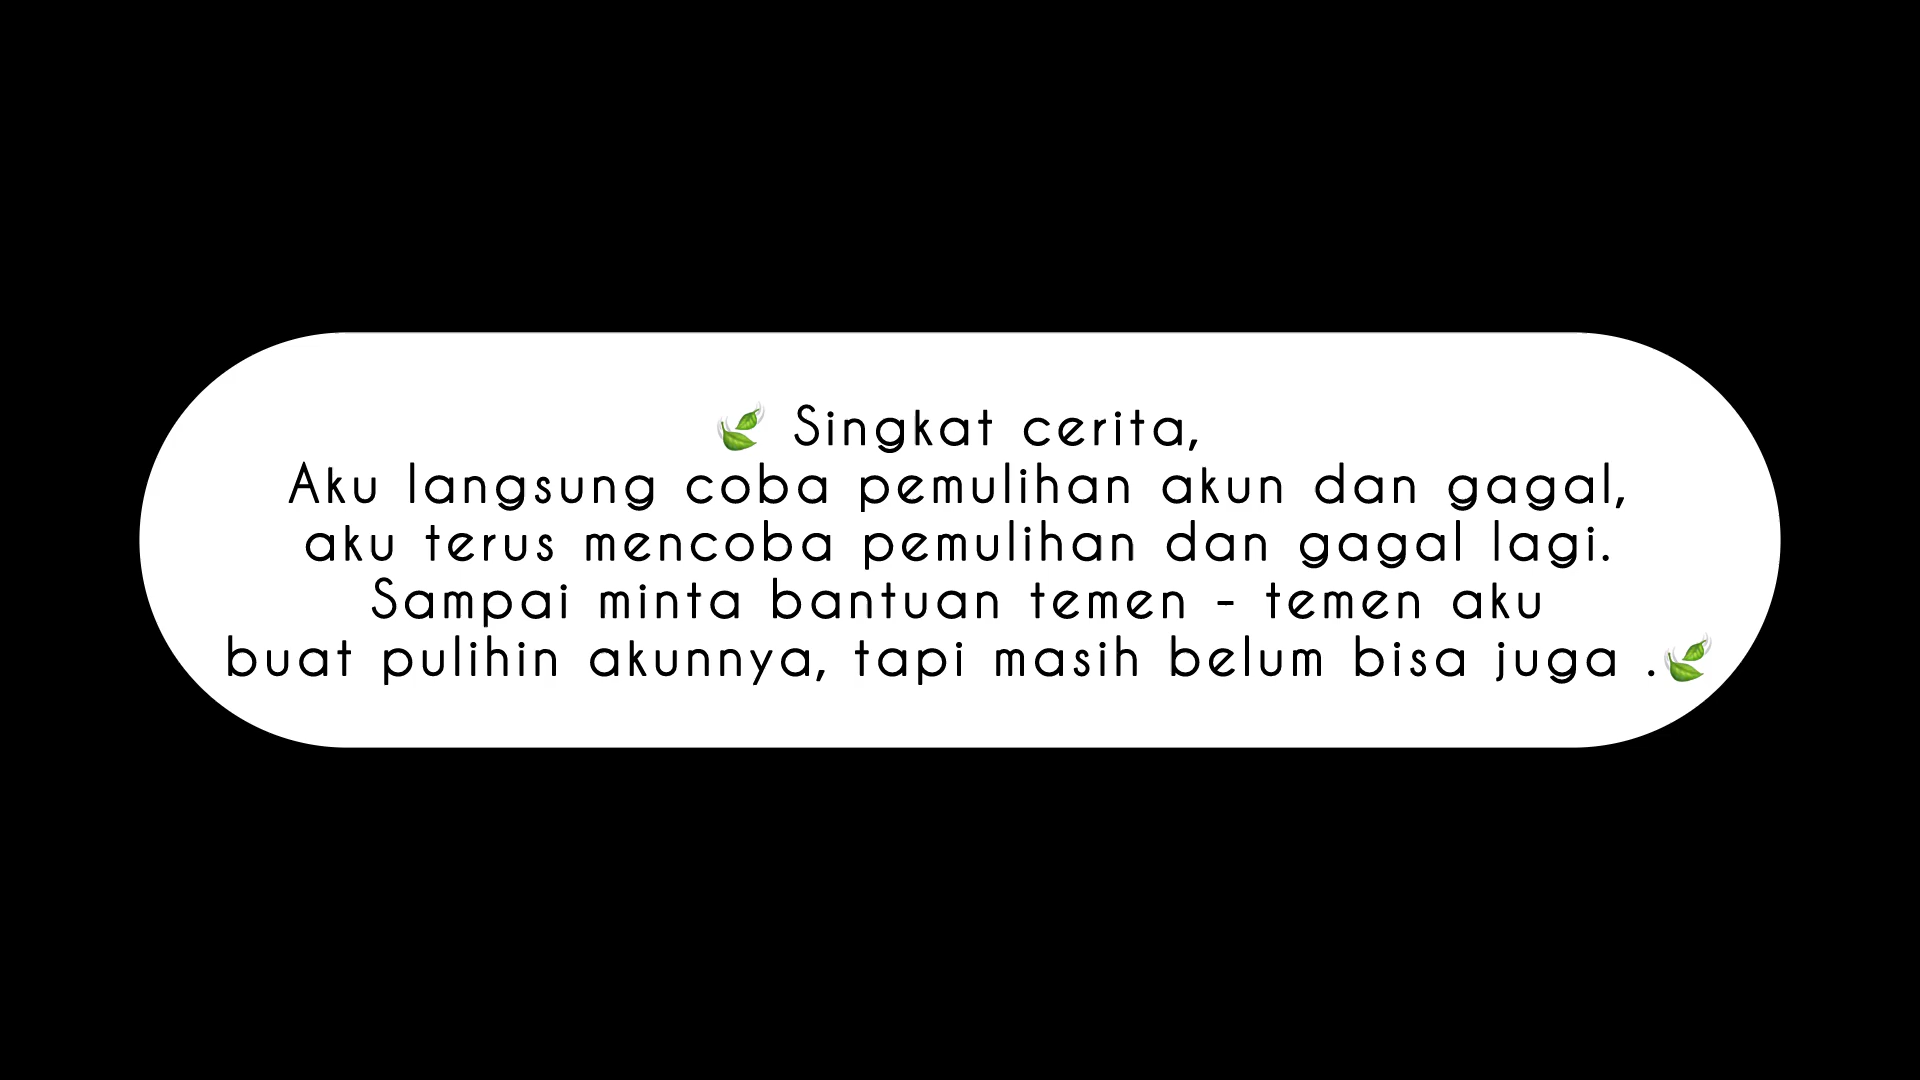 🍃 Singkat cerita,
Aku langsung coba pemulihan akun dan gagal,
aku terus mencoba pemulihan dan gagal lagi.
Sampai minta bantuan temen - temen aku
buat pulihin akunnya, tapi masih belum bisa juga .🍃